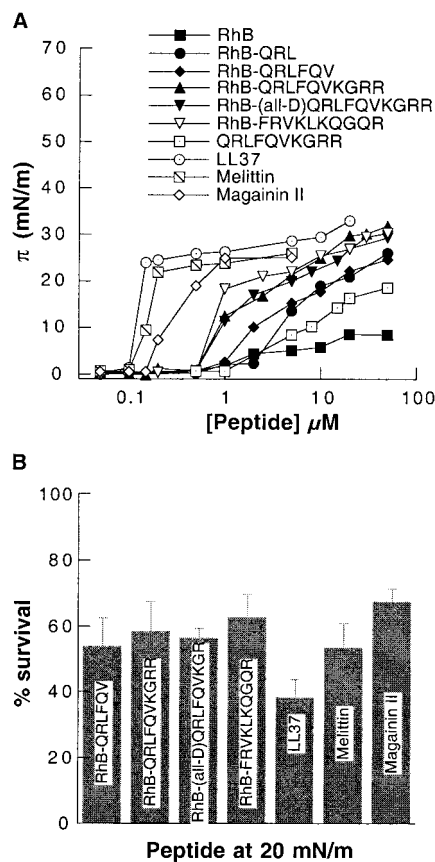 A
RhB
RhB-QRL
RhB-QRLFQV
RhB-QRLFQVKGRR
RhB-(all-D)QRLFQVKGRR
RhB-FRVKLKQGQR
QRLFQVKGRR
LL37
Melittin
Magainin II
π (mN/m)
70
60
50
40
30
20
10
0
0.1
1
10
100
[Peptide] µM
B
% survival
100
80
60
40
20
0
RhB-QRLFQV
RhB-QRLFQVKGRR
RhB-(all-D)QRLFQVKGR
RhB-FRVKLKQGQR
LL37
Melittin
Magainin II
Peptide at 20 mN/m